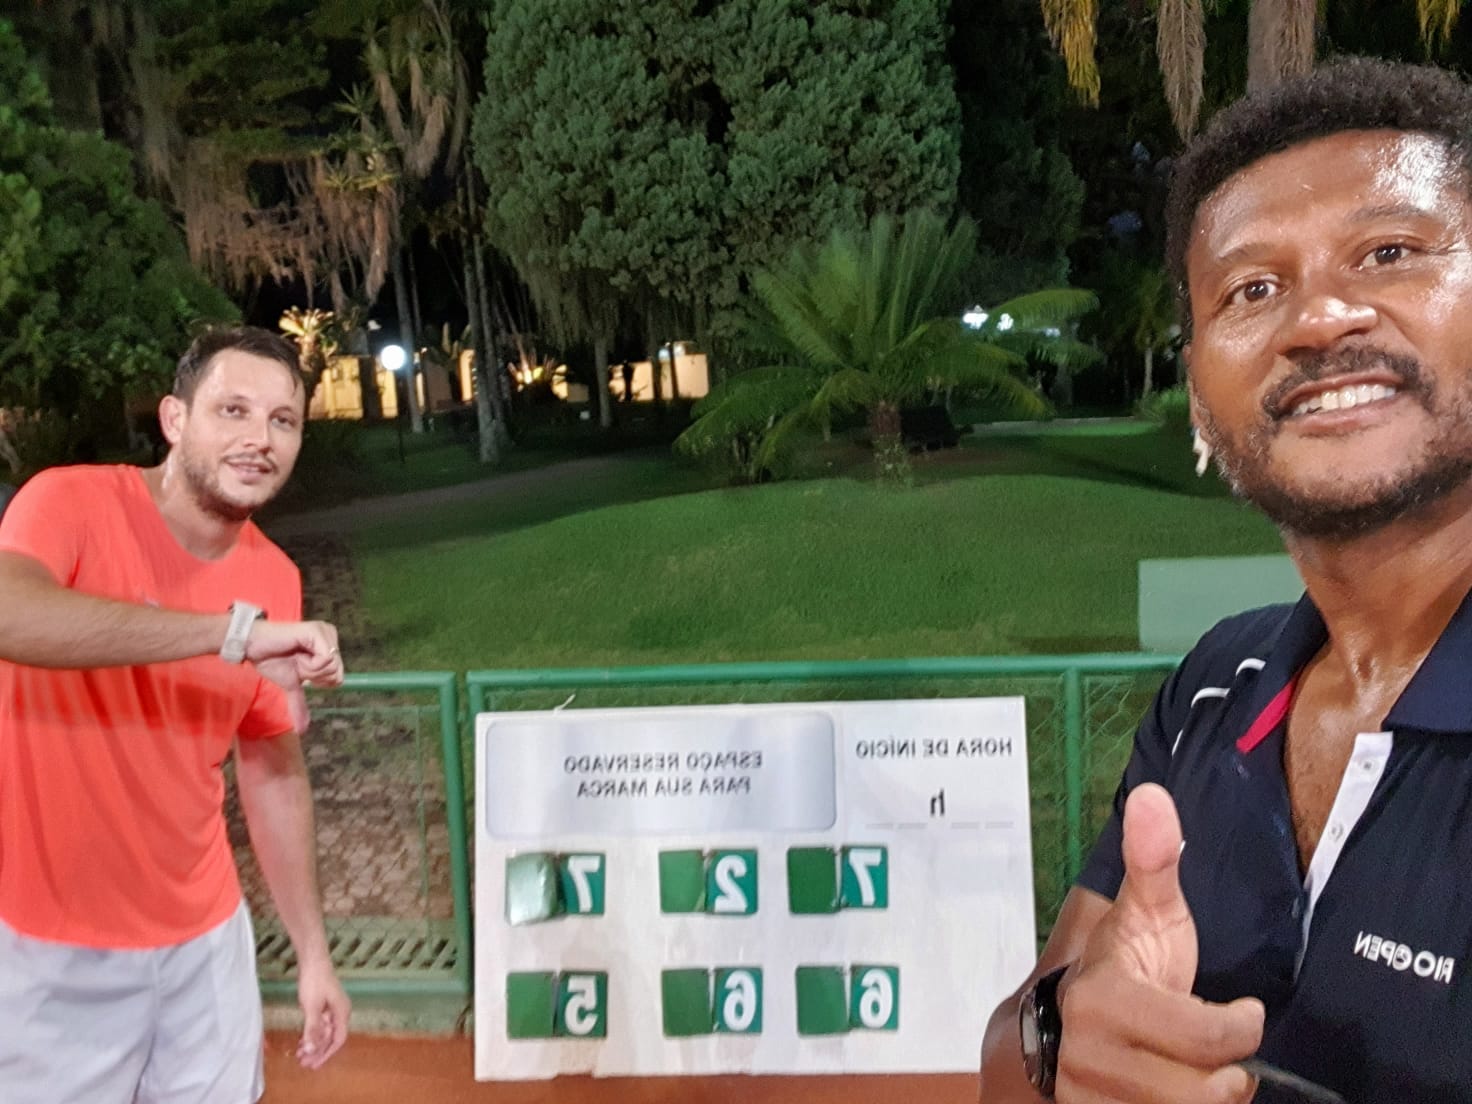 HORA DE INÍCIO
h
ESPAÇO RESERVADO
PARA SUA MARCA
7 2 7
6 6 5
RIO OPEN